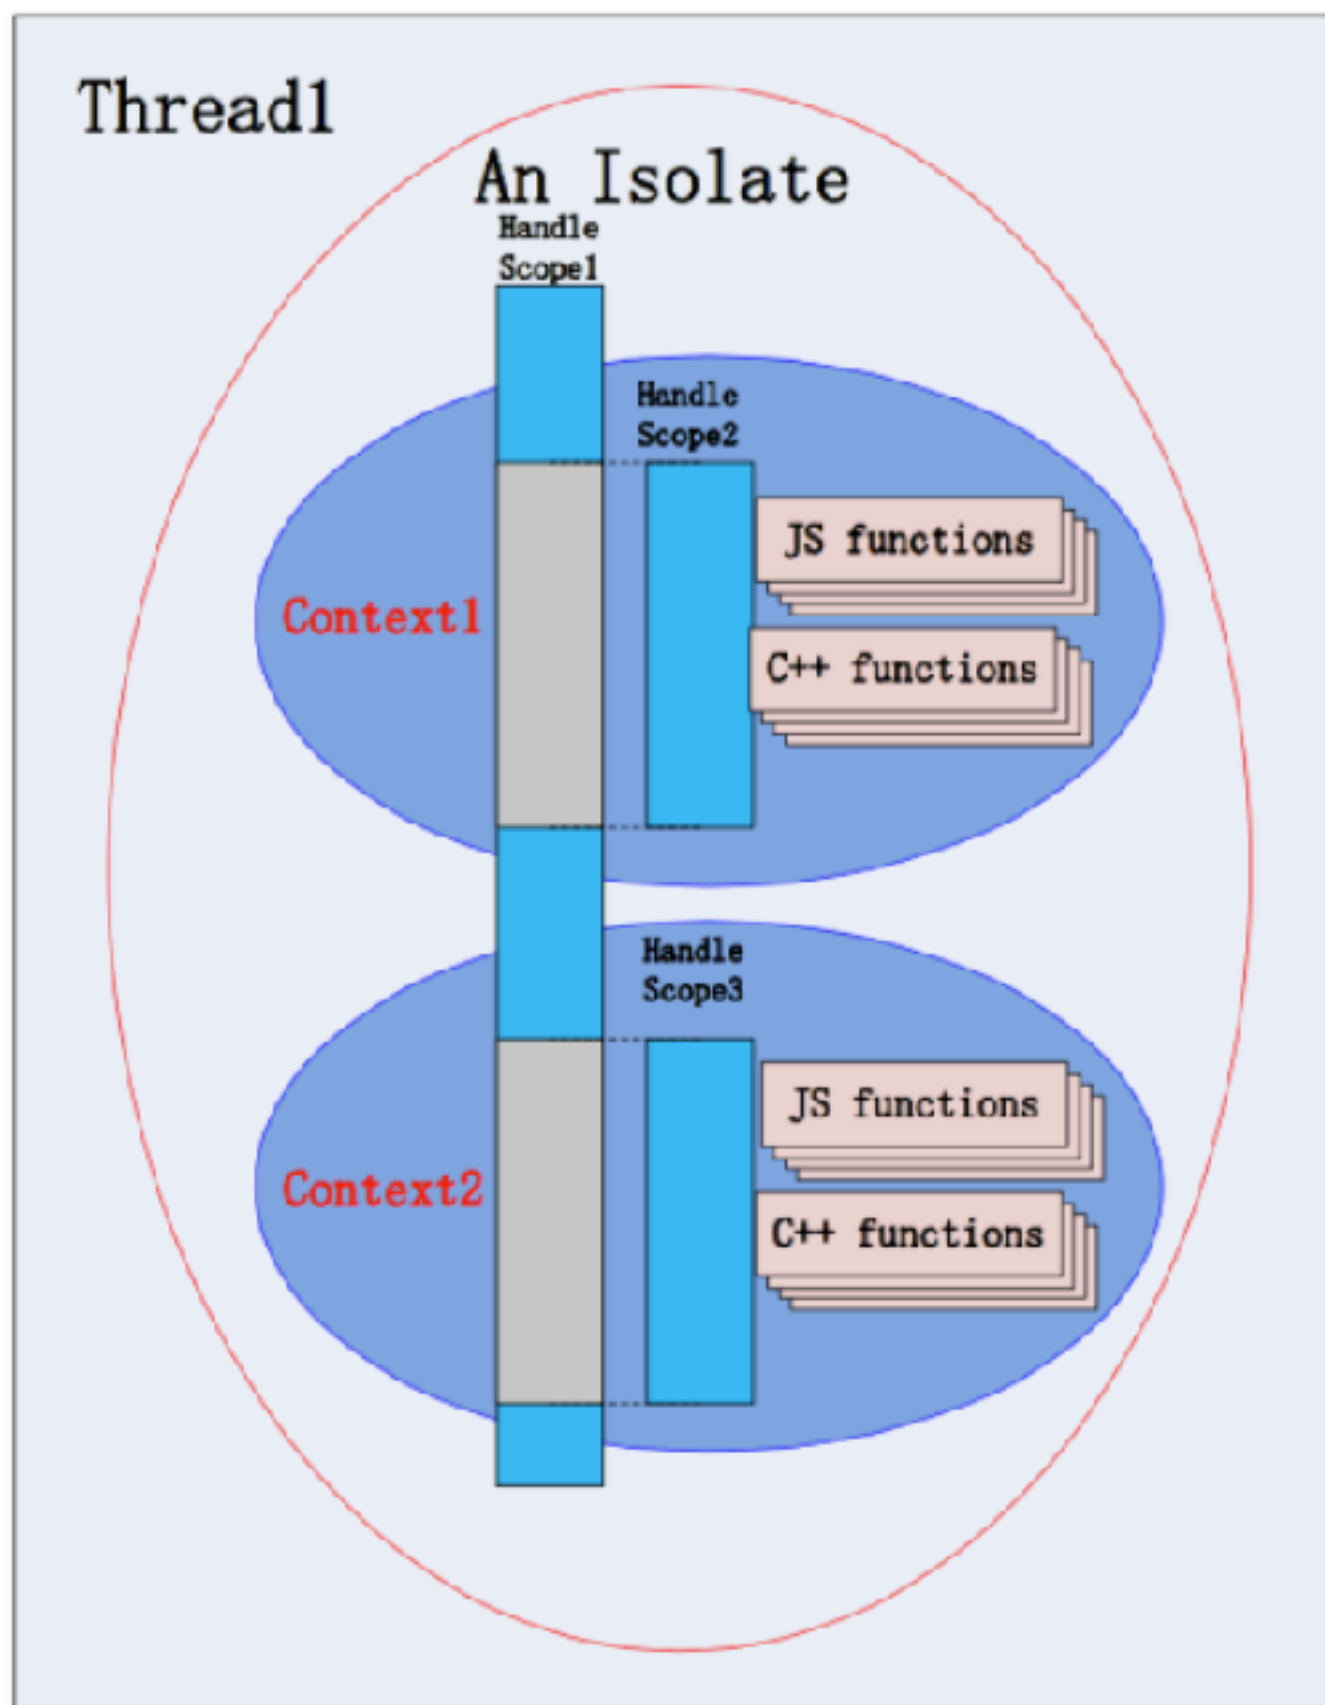 Thread1
An Isolate
Handle
Scope1
Handle
Scope2
JS functions
Context1
C++ functions
Handle
Scope3
JS functions
Context2
C++ functions